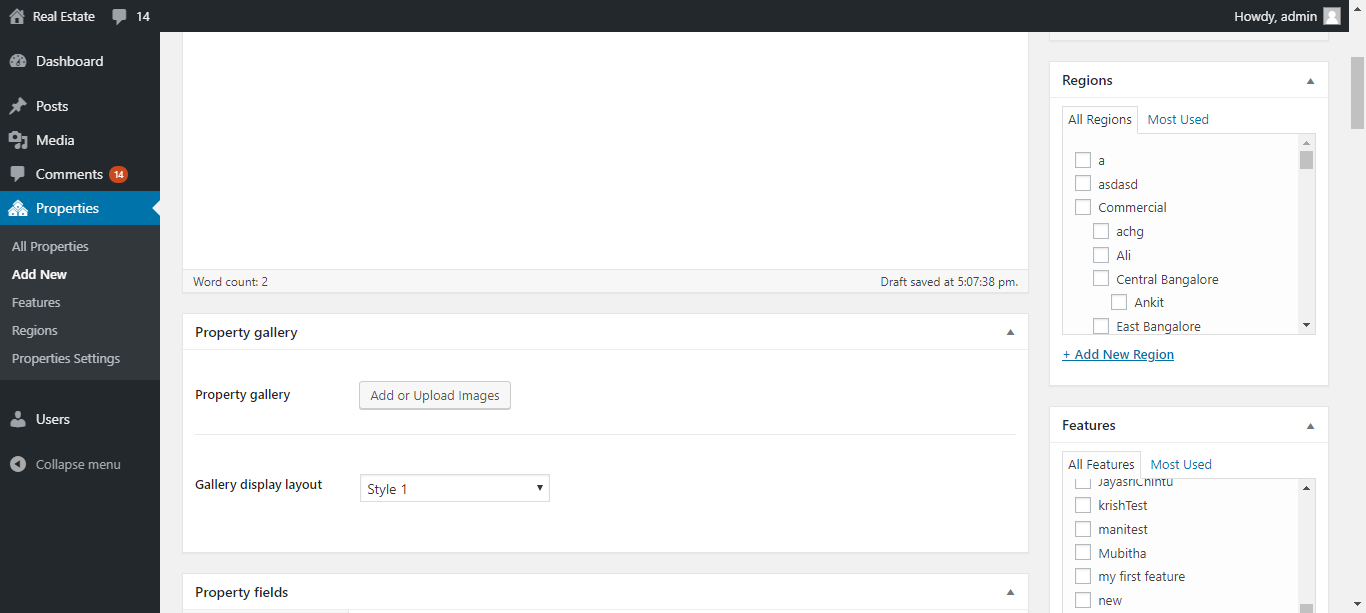 Real Estate 14 Howdy, admin
Dashboard
Posts
Media
Comments 14
Properties
All Properties
Add New
Features
Regions
Properties Settings
Users
Collapse menu
Word count: 2 Draft saved at 5:07:38 pm.
Property gallery
Property gallery Add or Upload Images
Gallery display layout Style 1
Property fields
Regions
All Regions Most Used
a
asdasd
Commercial
achg
Ali
Central Bangalore
Ankit
East Bangalore
+ Add New Region
Features
All Features Most Used
JayasriChintu
krishTest
manitest
Mubitha
my first feature
new